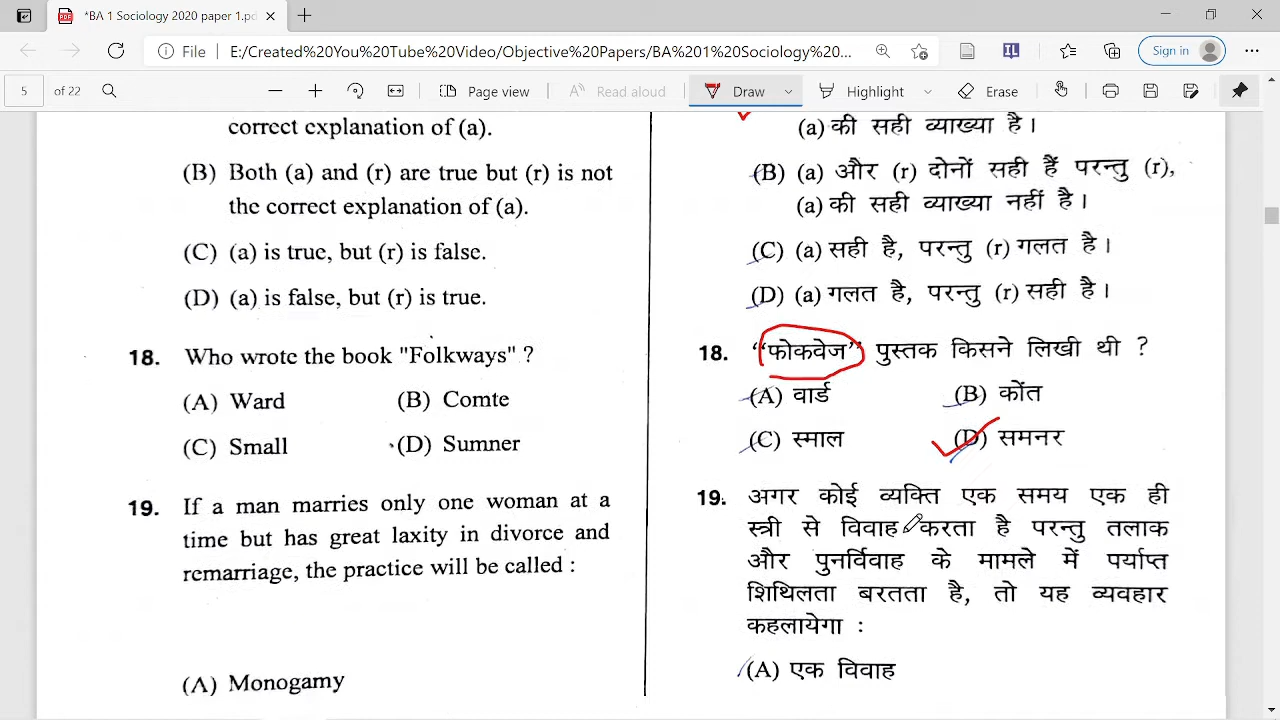 *BA 1 Sociology 2020 paper 1.pd
File
E:/Created%20You%20Tube%20Video/Objective%20Papers/BA%201%20Sociology%20...
Sign in
5 of 22
Page view
Read aloud
Draw
Highlight
Erase
correct explanation of (a).
(B) Both (a) and (r) are true but (r) is not
the correct explanation of (a).
(C) (a) is true, but (r) is false.
(D) (a) is false, but (r) is true.
18. Who wrote the book "Folkways" ?
(A) Ward (B) Comte
(C) Small (D) Sumner
19. If a man marries only one woman at a
time but has great laxity in divorce and
remarriage, the practice will be called :
(A) Monogamy
(a) की सही व्याख्या है।
(B) (a) और (r) दोनों सही हैं परन्तु (r),
(a) की सही व्याख्या नहीं है।
(C) (a) सही है, परन्तु (r) गलत है।
(D) (a) गलत है, परन्तु (r) सही है।
18. “फोकवेज” पुस्तक किसने लिखी थी ?
(A) वार्ड (B) कोंत
(C) स्माल (D) समनर
19. अगर कोई व्यक्ति एक समय एक ही
स्त्री से विवाह करता है परन्तु तलाक
और पुनर्विवाह के मामले में पर्याप्त
शिथिलता बरतता है, तो यह व्यवहार
कहलायेगा :
(A) एक विवाह